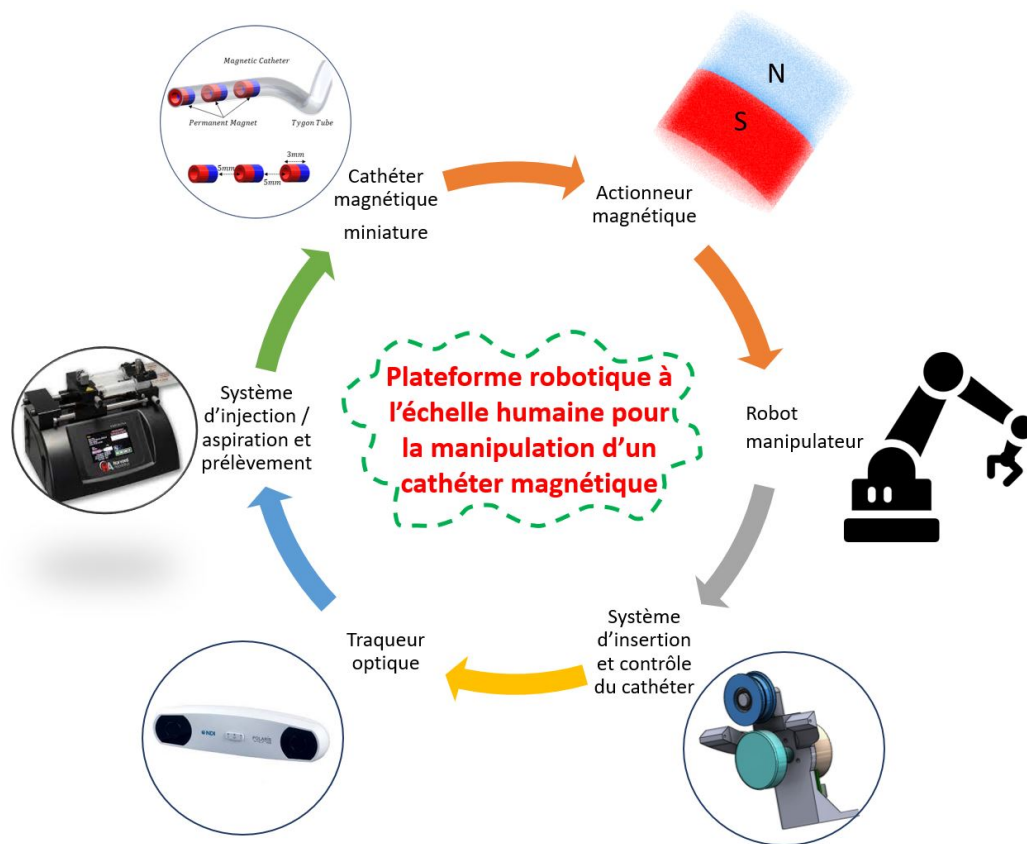 Magnetic Catheter
Permanent Magnet
Tygon Tube
3mm
5mm
5mm
Cathéter
magnétique
miniature
N
S
Actionneur
magnétique
Robot
manipulateur
Système
d'insertion
et contrôle
du cathéter
Traqueur
optique
NDI
POLARIS
Système
d'injection /
aspiration et
prélèvement
Plateforme robotique à
l'échelle humaine pour
la manipulation d'un
cathéter magnétique